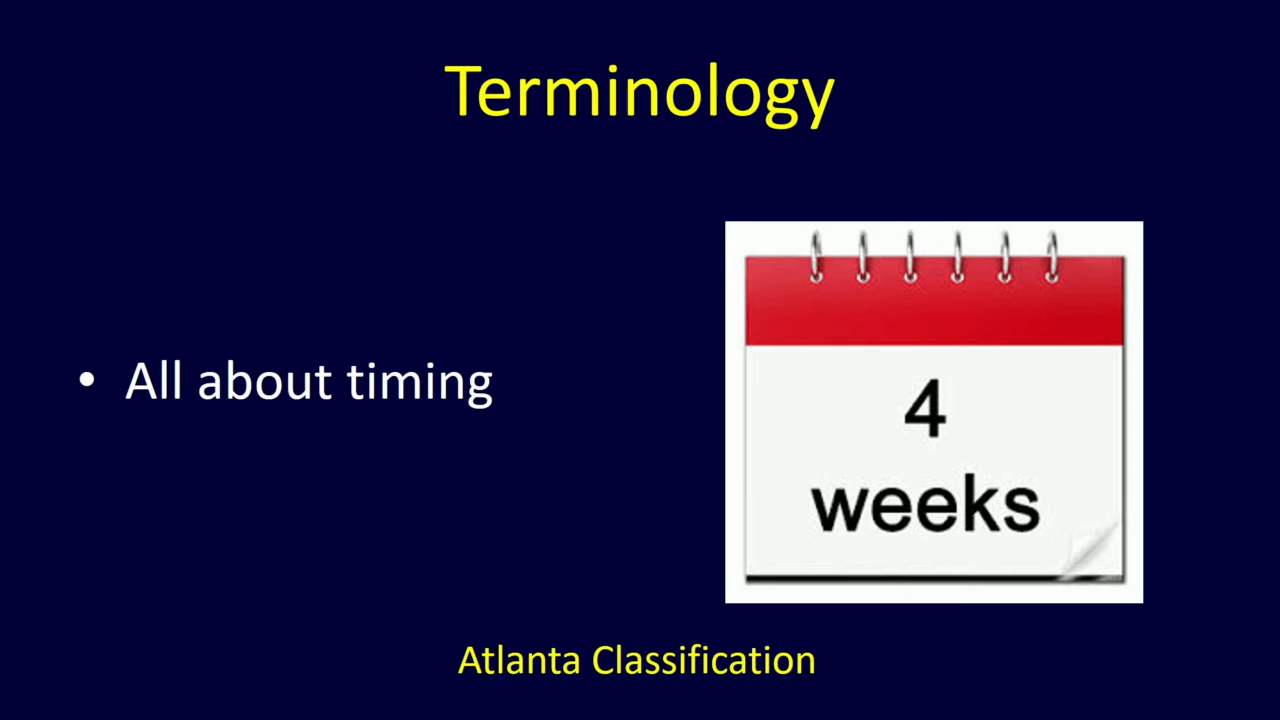 Terminology
• All about timing
4
weeks
Atlanta Classification